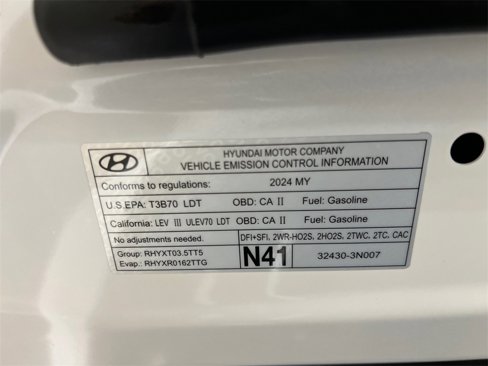 HYUNDAI MOTOR COMPANY
VEHICLE EMISSION CONTROL INFORMATION
Conforms to regulations: 2024 MY
U.S.EPA: T3B70 LDT OBD: CA II Fuel: Gasoline
California: LEV III ULEV70 LDT OBD: CA II Fuel: Gasoline
No adjustments needed. DFI+SFI, 2WR-HO2S, 2HO2S, 2TWC, 2TC, CAC
Group: RHYXT03.5TT5
Evap.: RHYXR0162TTG
N41 32430-3N007